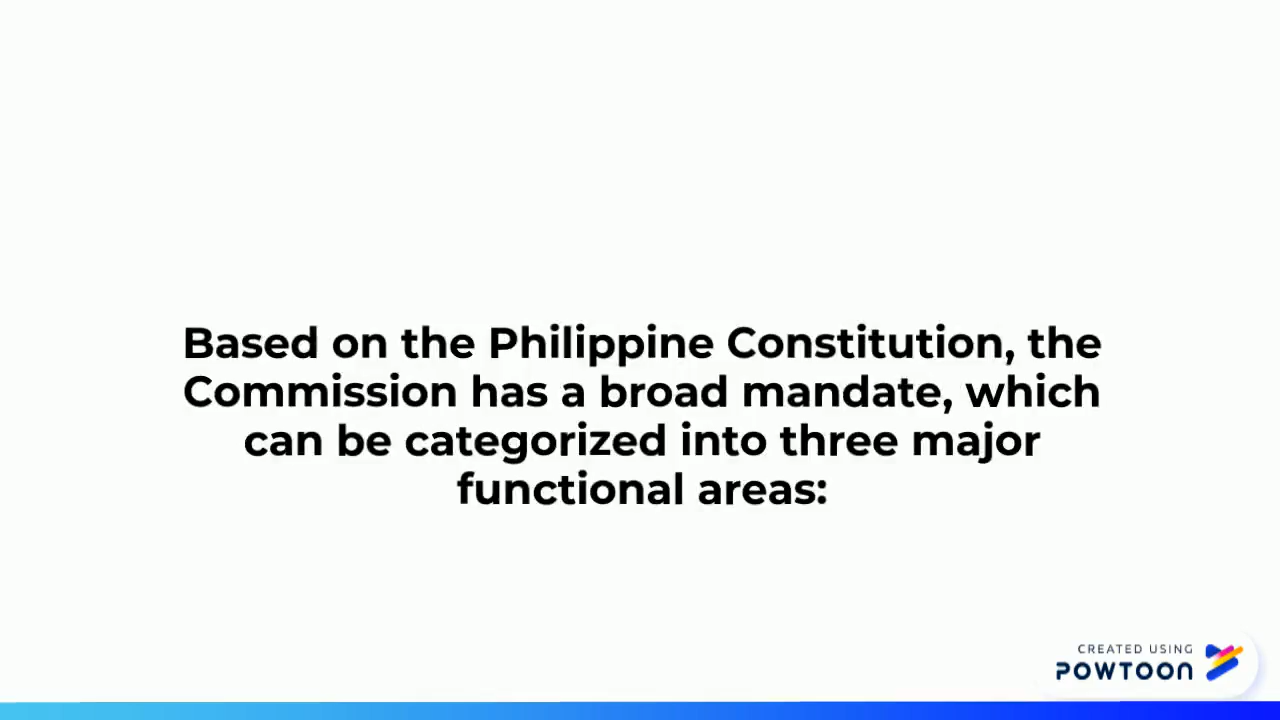 Based on the Philippine Constitution, the
Commission has a broad mandate, which
can be categorized into three major
functional areas:
CREATED USING
POWTOON